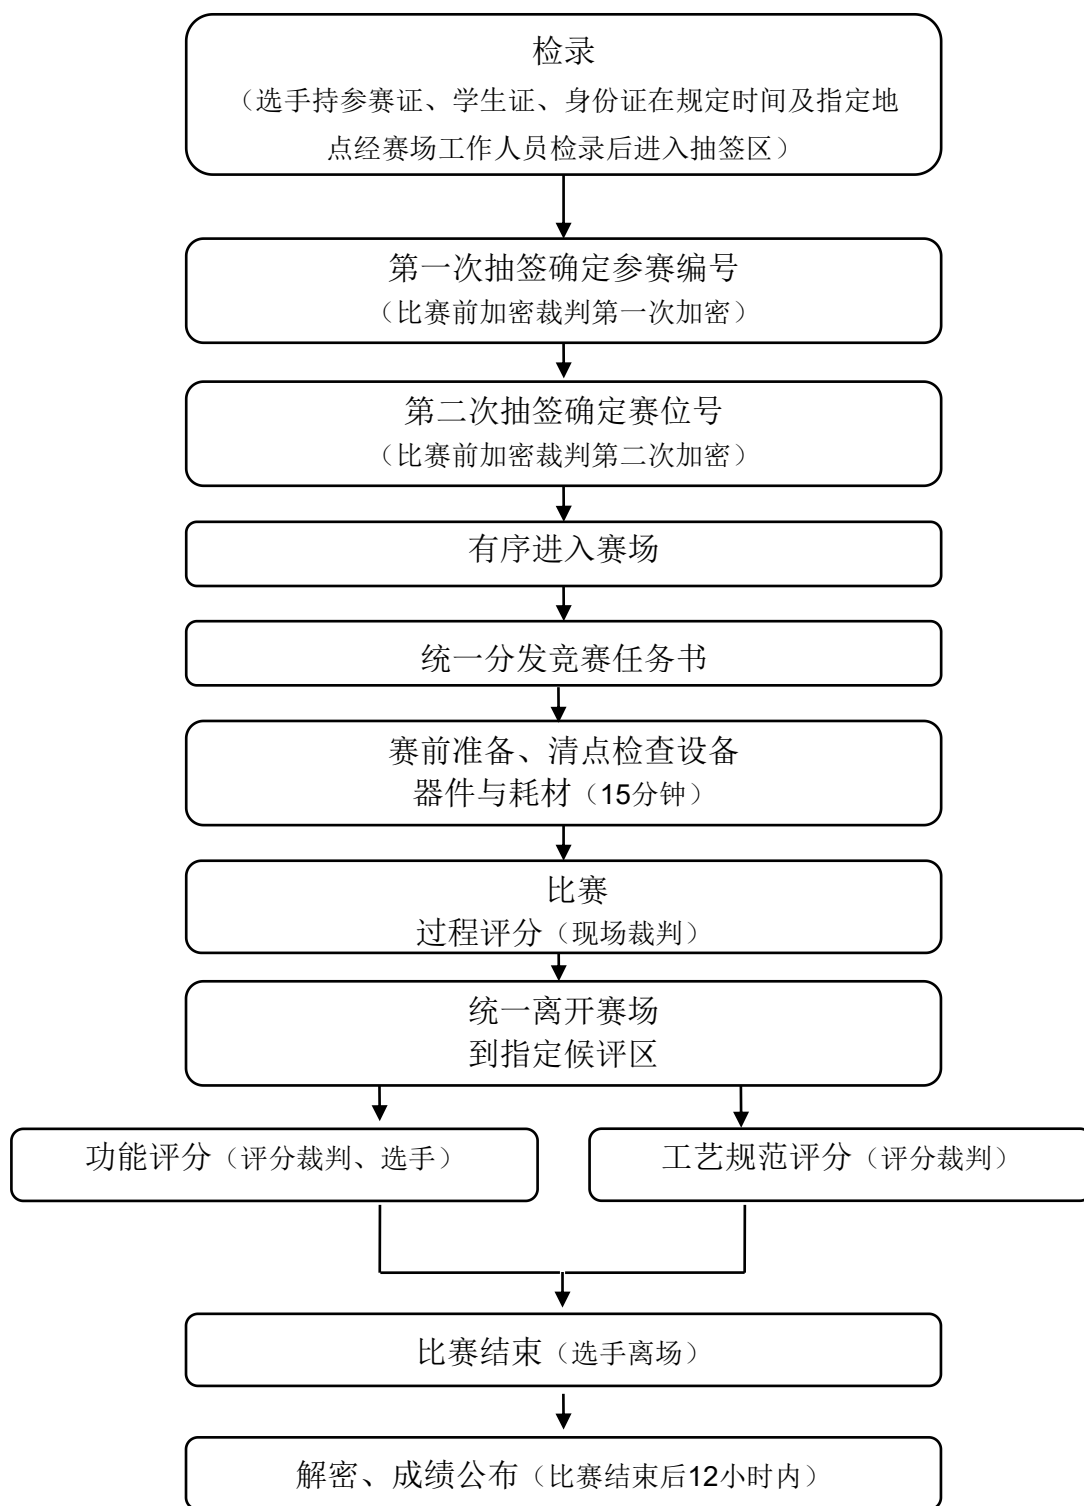 检录
（选手持参赛证、学生证、身份证在规定时间及指定地
点经赛场工作人员检录后进入抽签区）
第一次抽签确定参赛编号
（比赛前加密裁判第一次加密）
第二次抽签确定赛位号
（比赛前加密裁判第二次加密）
有序进入赛场
统一分发竞赛任务书
赛前准备、清点检查设备
器件与耗材（15分钟）
比赛
过程评分（现场裁判）
统一离开赛场
到指定候评区
功能评分（评分裁判、选手）
工艺规范评分（评分裁判）
比赛结束（选手离场）
解密、成绩公布（比赛结束后12小时内）